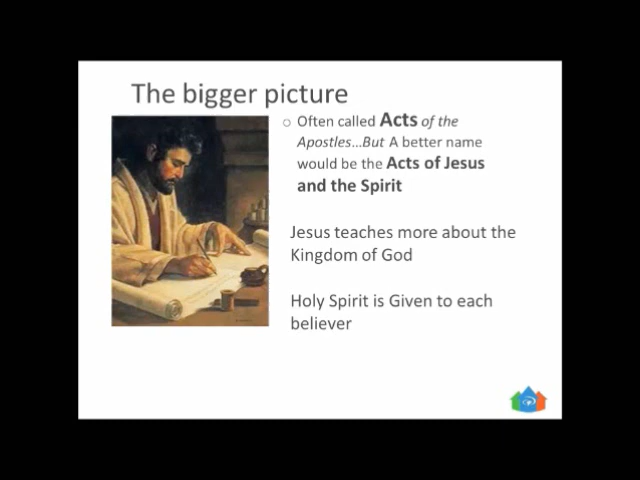 The bigger picture
Often called Acts of the
Apostles...But A better name
would be the Acts of Jesus
and the Spirit
Jesus teaches more about the
Kingdom of God
Holy Spirit is Given to each
believer